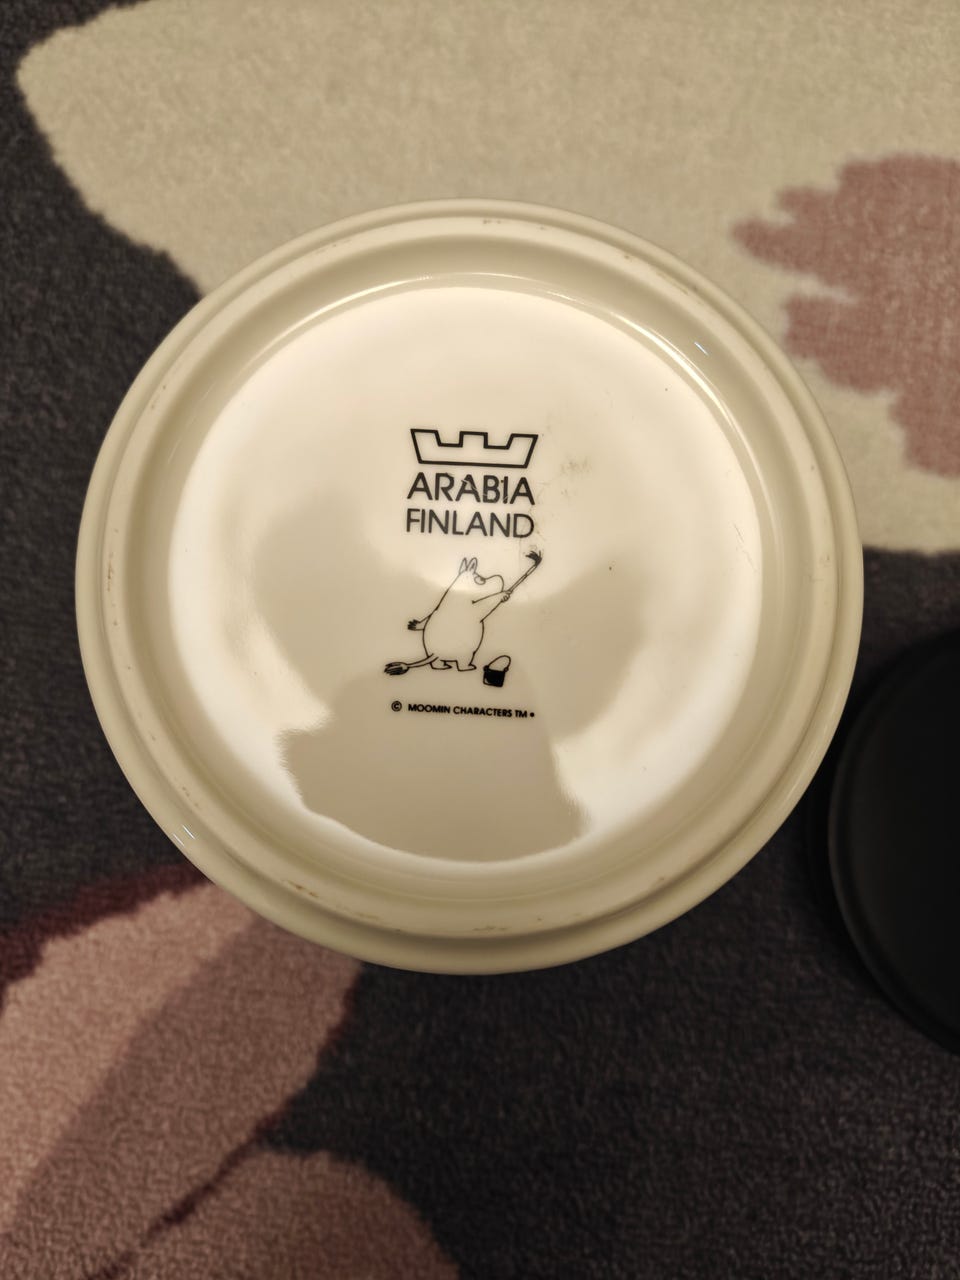 ARABIA
FINLAND
© MOOMIN CHARACTERS TM •